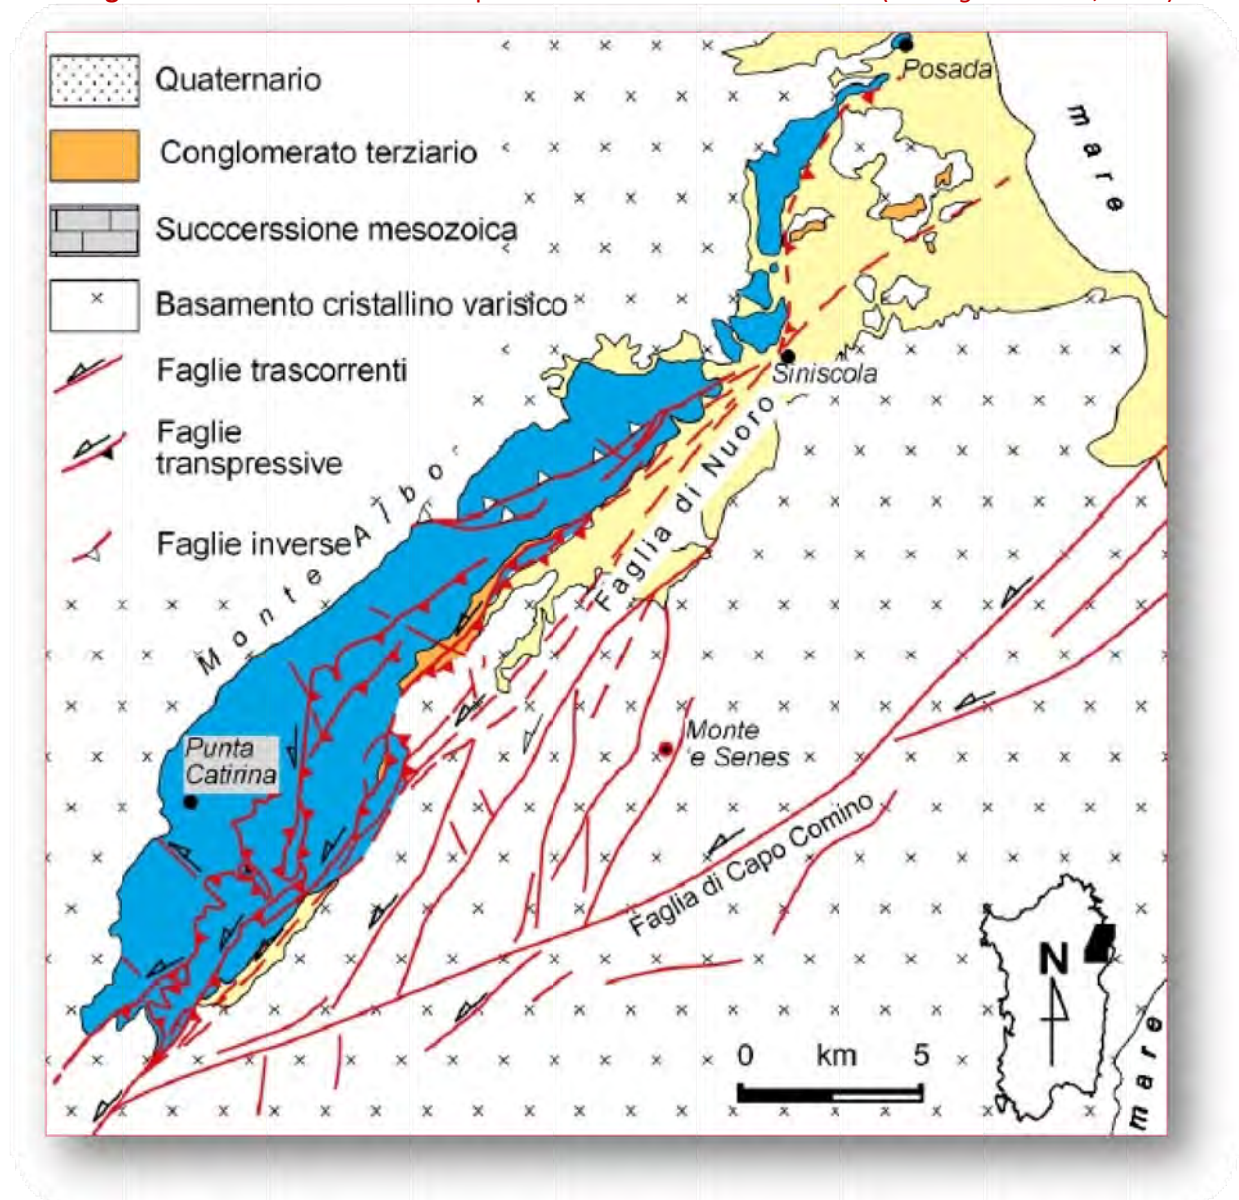 Quaternario
Conglomerato terziario
Succcerssione mesozoica
Basamento cristallino varisico
Faglie trascorrenti
Faglie
transpressive
Faglie inverse
Posada
mare
Siniscola
Monte Albo
Faglia di Nuoro
Punta
Catirina
Monte
'e Senes
Faglia di Capo Comino
N
0 km 5
mare